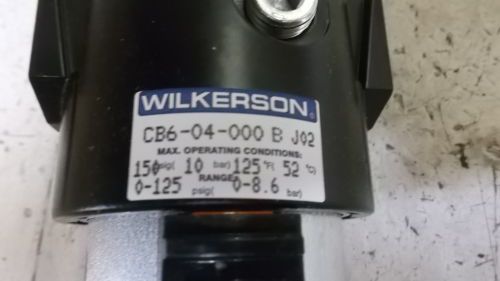 WILKERSON
CB6-04-000 B J02
MAX. OPERATING CONDITIONS:
150 psig( 10 bar) 125 °F( 52 °C)
RANGE:
0-125 psig( 0-8.6 bar)